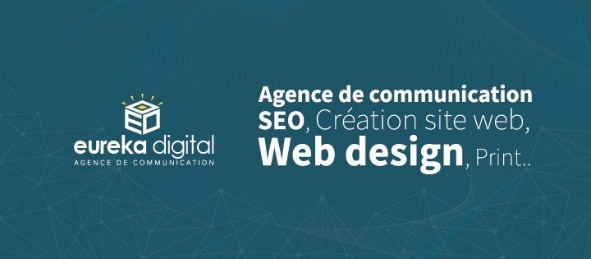 eureka digital
AGENCE DE COMMUNICATION
Agence de communication
SEO, Création site web,
Web design, Print..